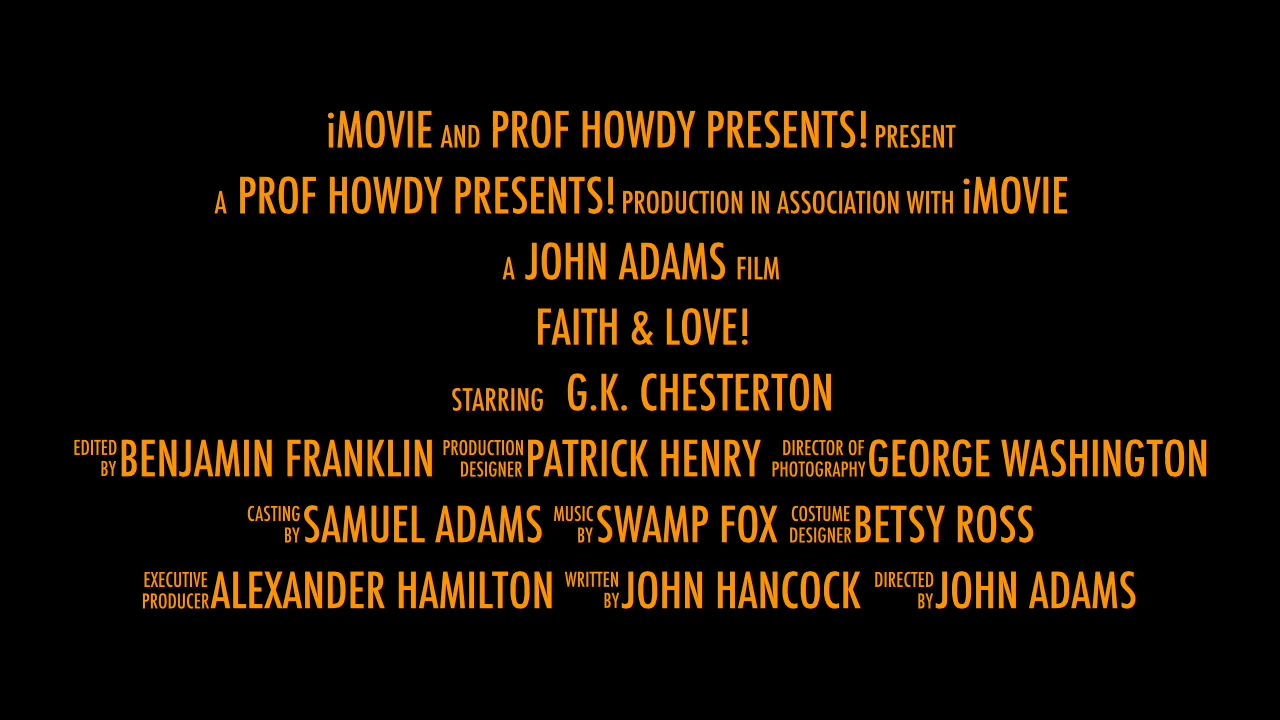 iMOVIE AND PROF HOWDY PRESENTS! PRESENT
A PROF HOWDY PRESENTS! PRODUCTION IN ASSOCIATION WITH iMOVIE
A JOHN ADAMS FILM
FAITH & LOVE!
STARRING G.K. CHESTERTON
EDITED BY BENJAMIN FRANKLIN PRODUCTION DESIGNER PATRICK HENRY DIRECTOR OF PHOTOGRAPHY GEORGE WASHINGTON
CASTING BY SAMUEL ADAMS MUSIC BY SWAMP FOX COSTUME DESIGNER BETSY ROSS
EXECUTIVE PRODUCER ALEXANDER HAMILTON WRITTEN BY JOHN HANCOCK DIRECTED BY JOHN ADAMS